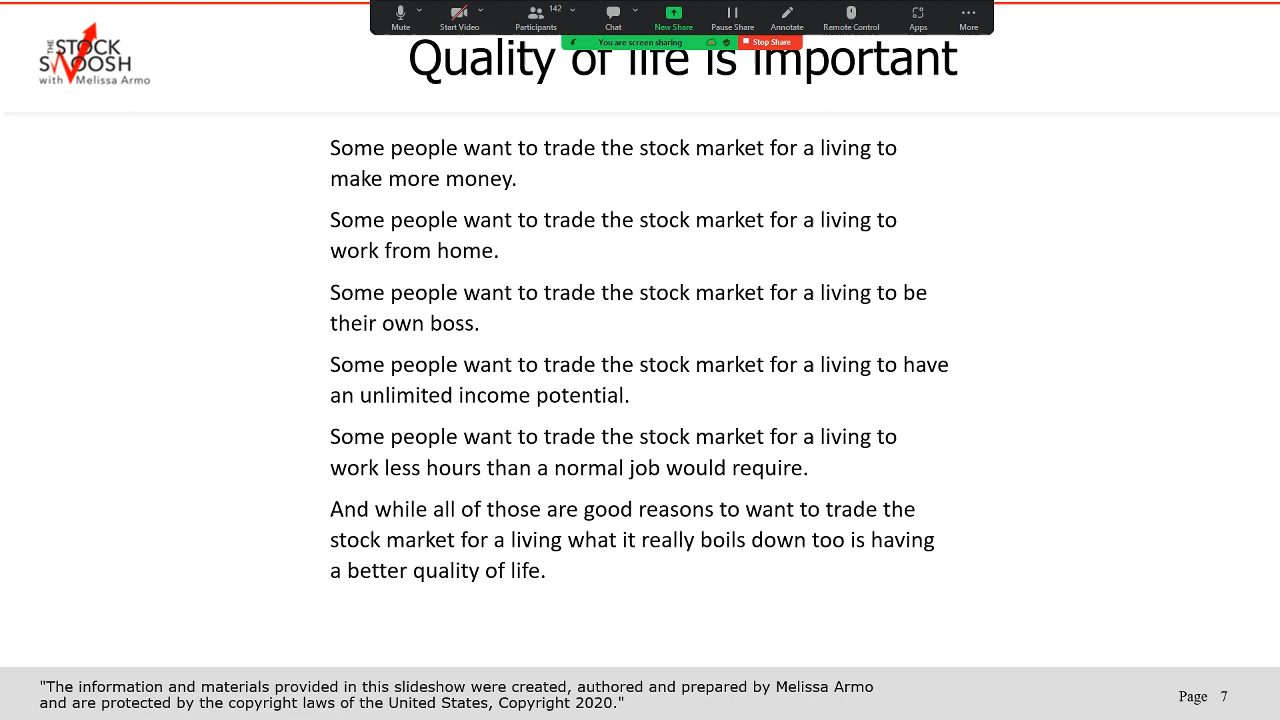 142
Mute
Start Video
Participants
Chat
New Share
Pause Share
Annotate
Remote Control
Apps
More
You are screen sharing
Stop Share
THE
STOCK
SWOOSH
with Melissa Armo
Quality of life is important
Some people want to trade the stock market for a living to
make more money.
Some people want to trade the stock market for a living to
work from home.
Some people want to trade the stock market for a living to be
their own boss.
Some people want to trade the stock market for a living to have
an unlimited income potential.
Some people want to trade the stock market for a living to
work less hours than a normal job would require.
And while all of those are good reasons to want to trade the
stock market for a living what it really boils down too is having
a better quality of life.
"The information and materials provided in this slideshow were created, authored and prepared by Melissa Armo
and are protected by the copyright laws of the United States, Copyright 2020."
Page 7